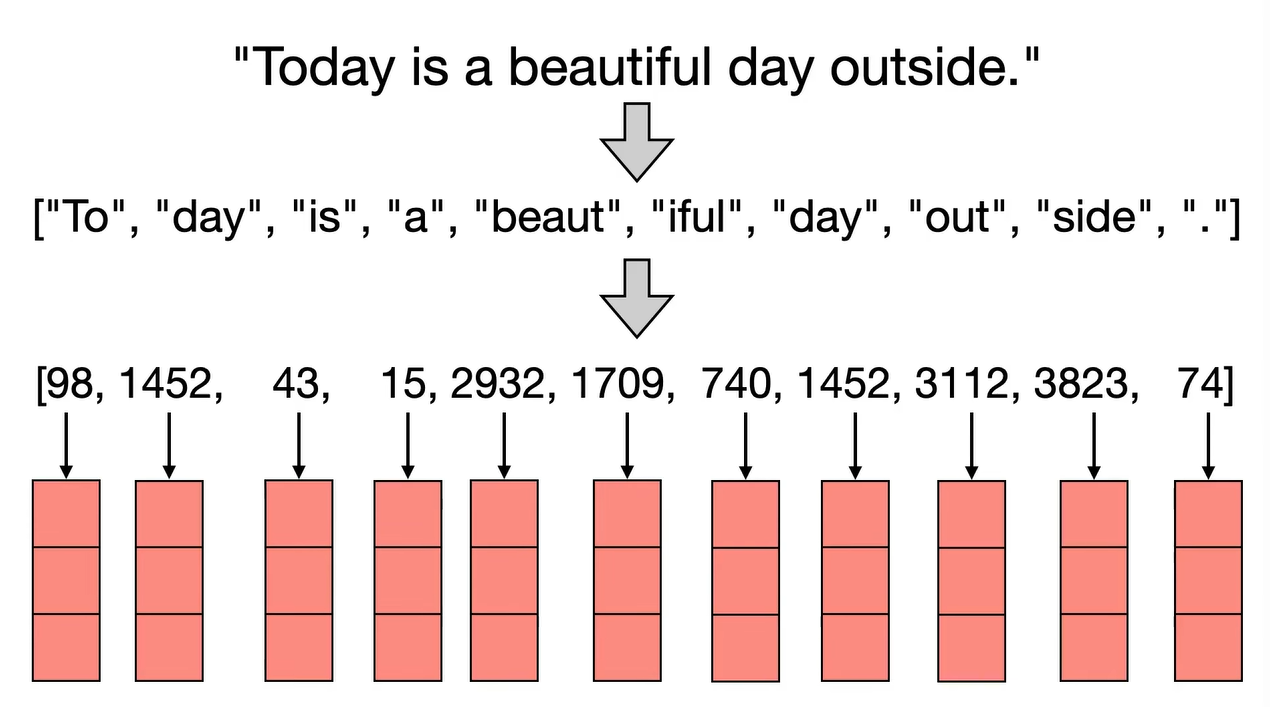 "Today is a beautiful day outside."
["To", "day", "is", "a", "beaut", "iful", "day", "out", "side", "."]
[98, 1452, 43, 15, 2932, 1709, 740, 1452, 3112, 3823, 74]